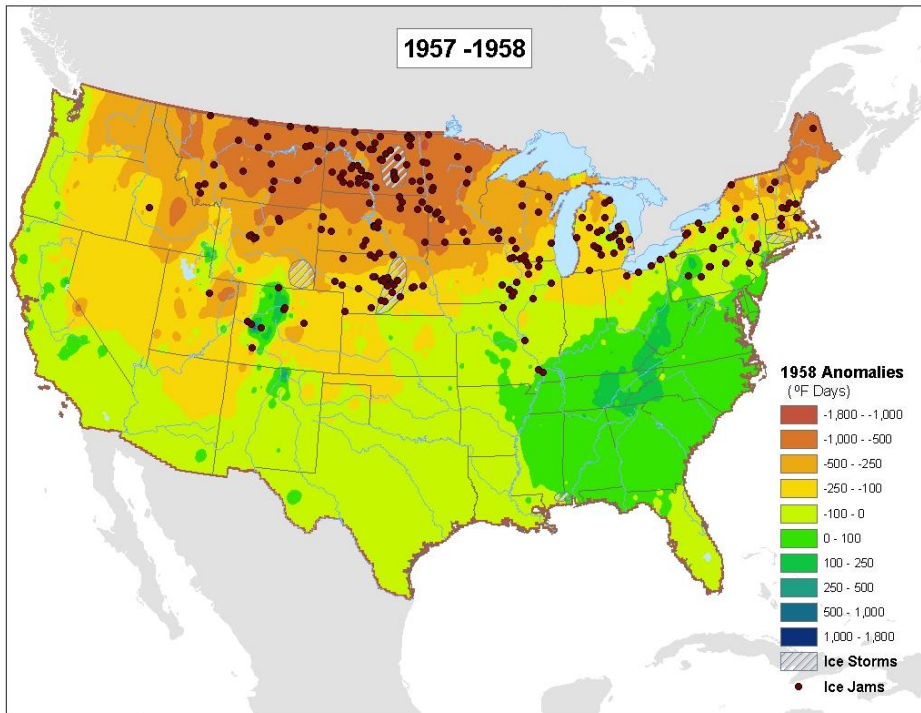 1957 -1958
1958 Anomalies
(ºF Days)
-1,800 - -1,000
-1,000 - -500
-500 - -250
-250 - -100
-100 - 0
0 - 100
100 - 250
250 - 500
500 - 1,000
1,000 - 1,800
Ice Storms
Ice Jams